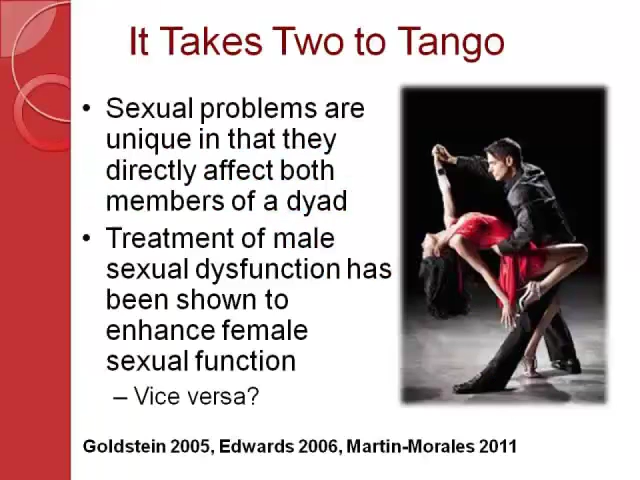 It Takes Two to Tango
• Sexual problems are
unique in that they
directly affect both
members of a dyad
• Treatment of male
sexual dysfunction has
been shown to
enhance female
sexual function
– Vice versa?
Goldstein 2005, Edwards 2006, Martin-Morales 2011